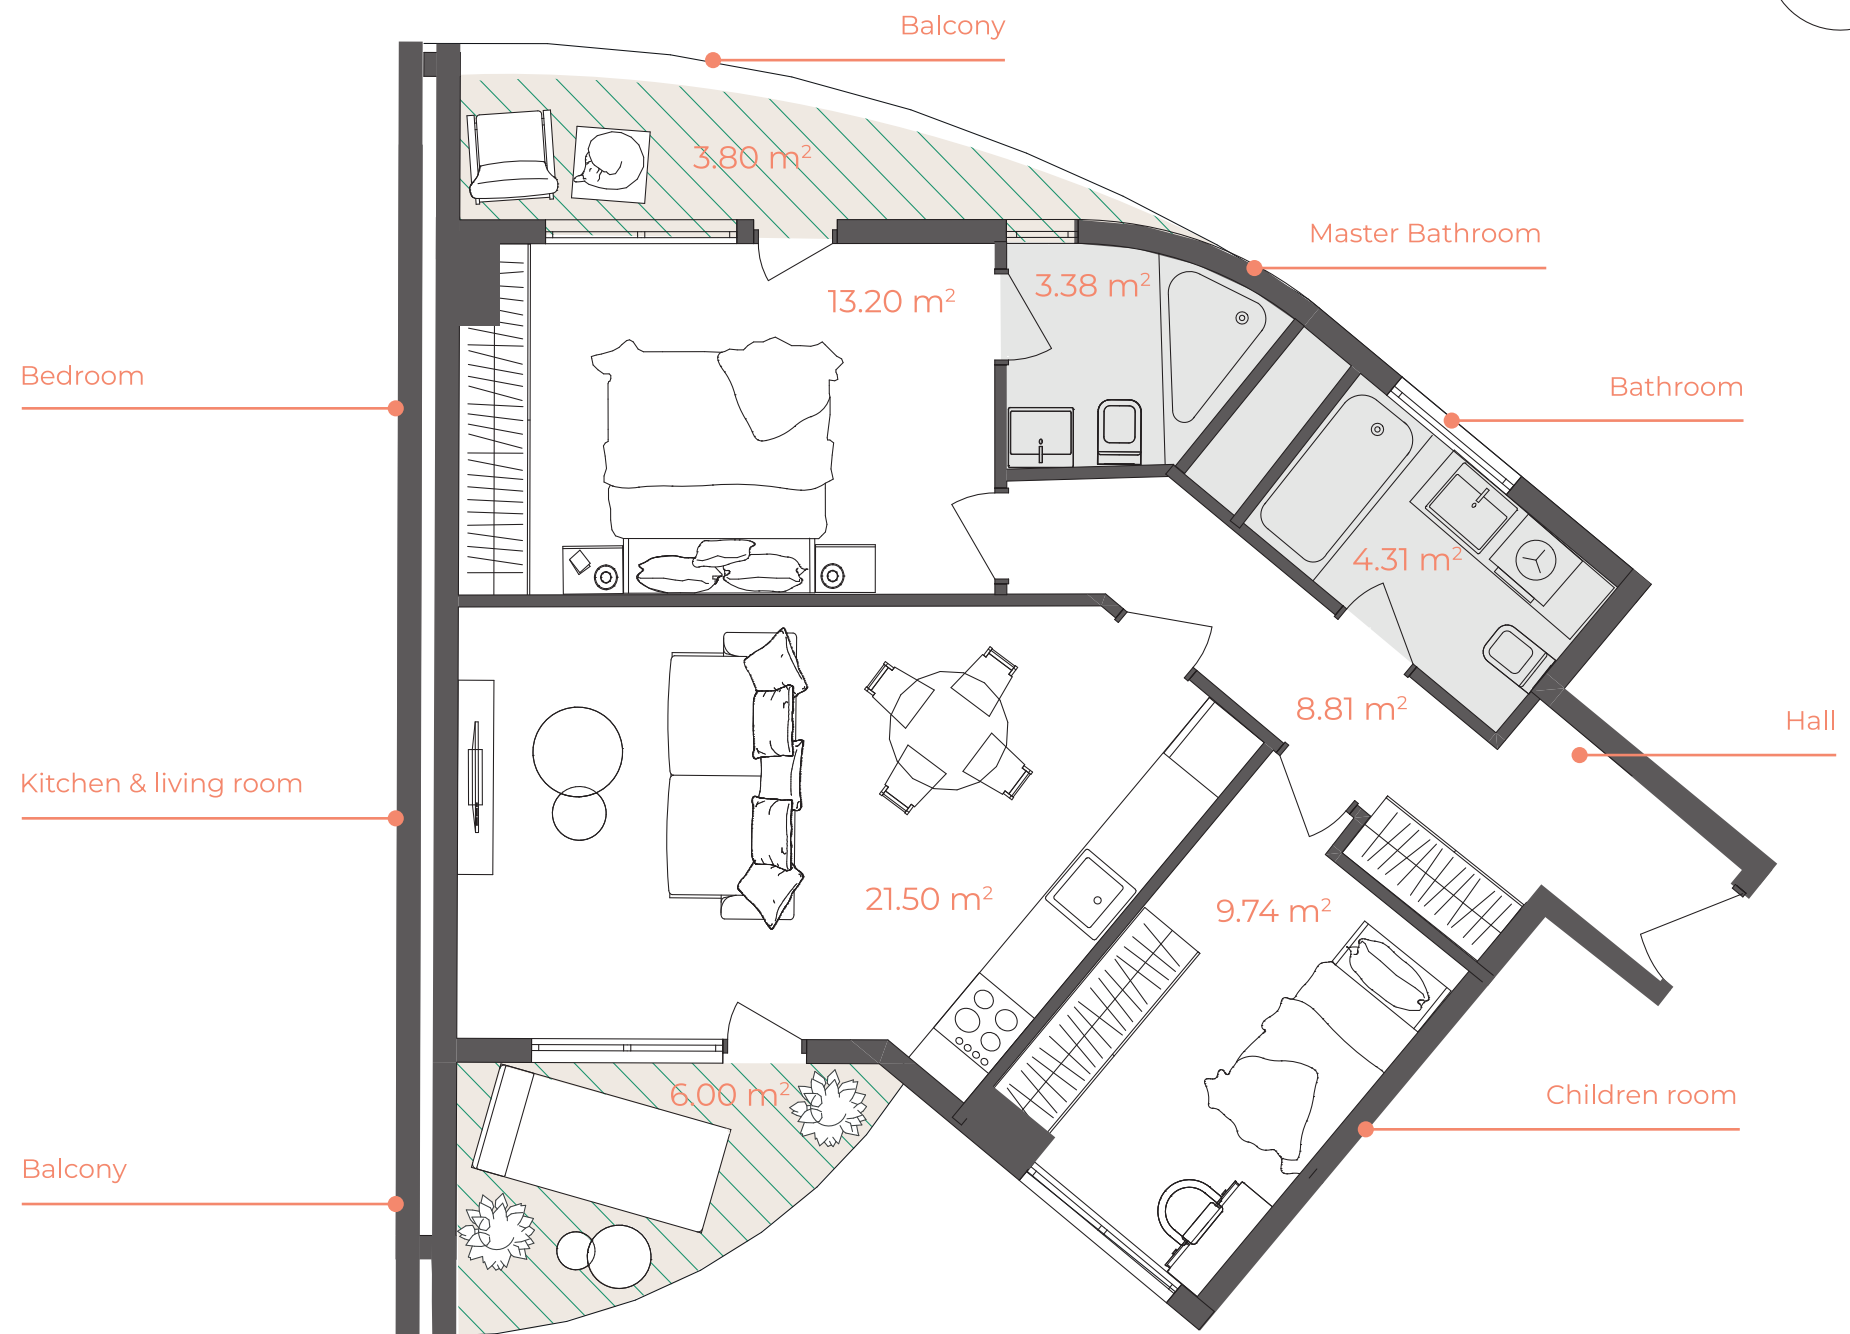 Balcony
3.80 m²
Master Bathroom
3.38 m²
13.20 m²
Bedroom
Bathroom
4.31 m²
8.81 m²
Hall
Kitchen & living room
21.50 m²
9.74 m²
6.00 m²
Children room
Balcony